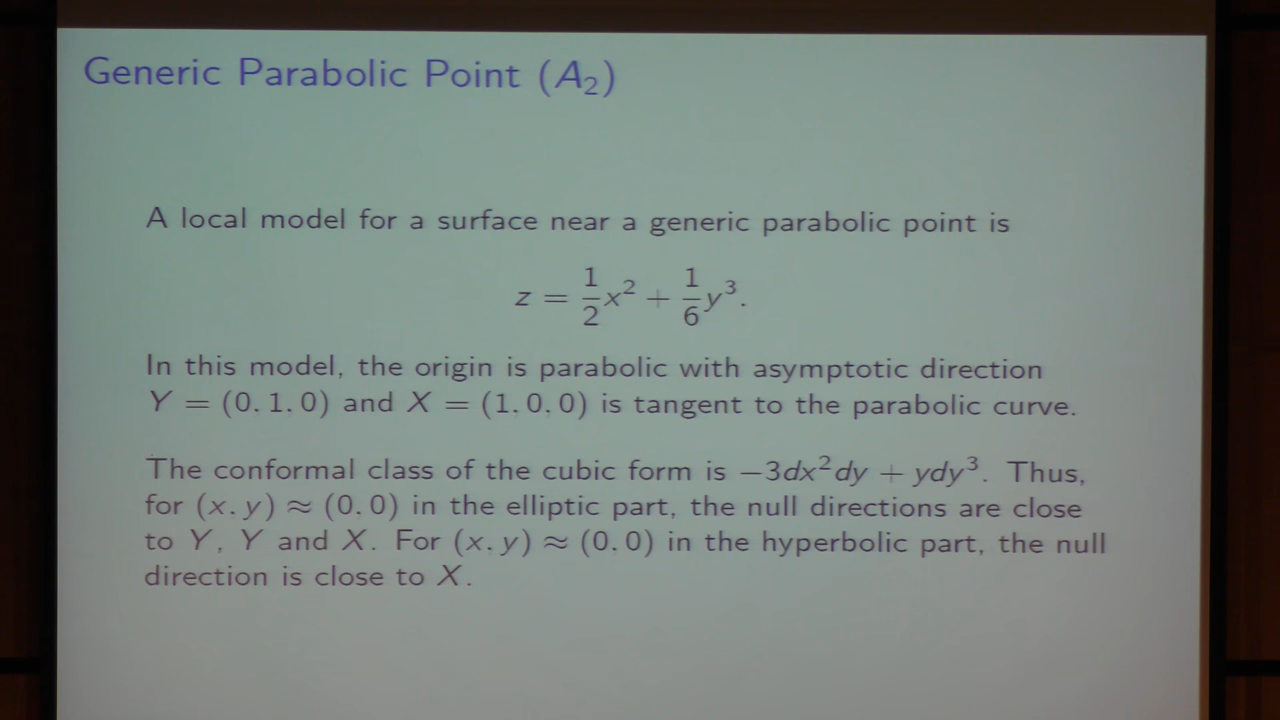 Generic Parabolic Point (A₂)
A local model for a surface near a generic parabolic point is
z = 1/2 x² + 1/6 y³.
In this model, the origin is parabolic with asymptotic direction
Y = (0, 1, 0) and X = (1, 0, 0) is tangent to the parabolic curve.
The conformal class of the cubic form is −3dx²dy + ydy³. Thus,
for (x, y) ≈ (0, 0) in the elliptic part, the null directions are close
to Y, Y and X. For (x, y) ≈ (0, 0) in the hyperbolic part, the null
direction is close to X.